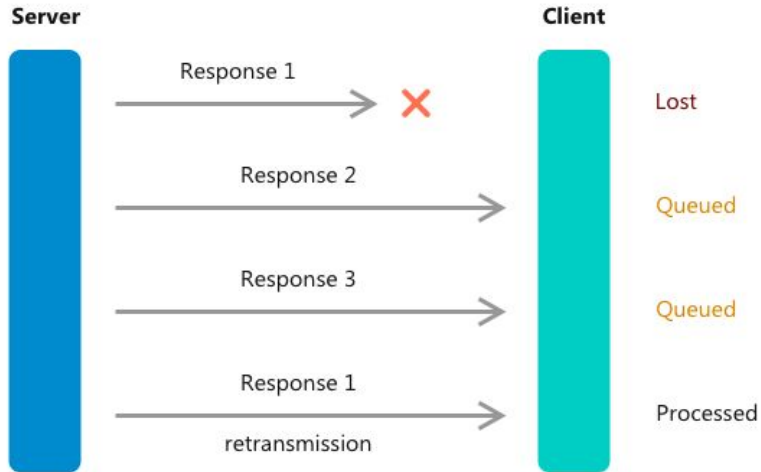 Server
Client
Response 1
Lost
Response 2
Queued
Response 3
Queued
Response 1
Processed
retransmission